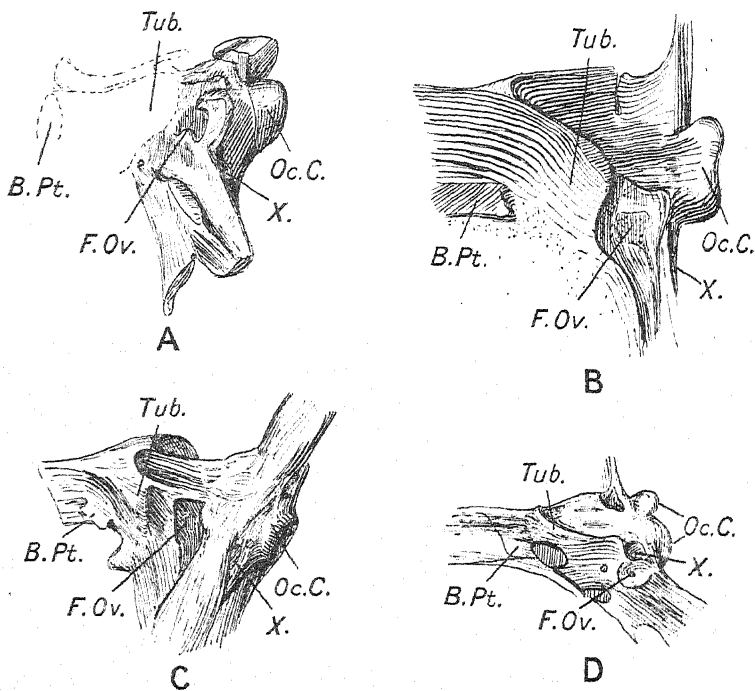 Tub.
B.Pt.
F.Ov.
Oc.C.
X.
A
Tub.
B.Pt.
F.Ov.
Oc.C.
X.
B
Tub.
B.Pt.
F.Ov.
Oc.C.
X.
C
Tub.
Oc.C.
X.
B.Pt.
F.Ov.
D